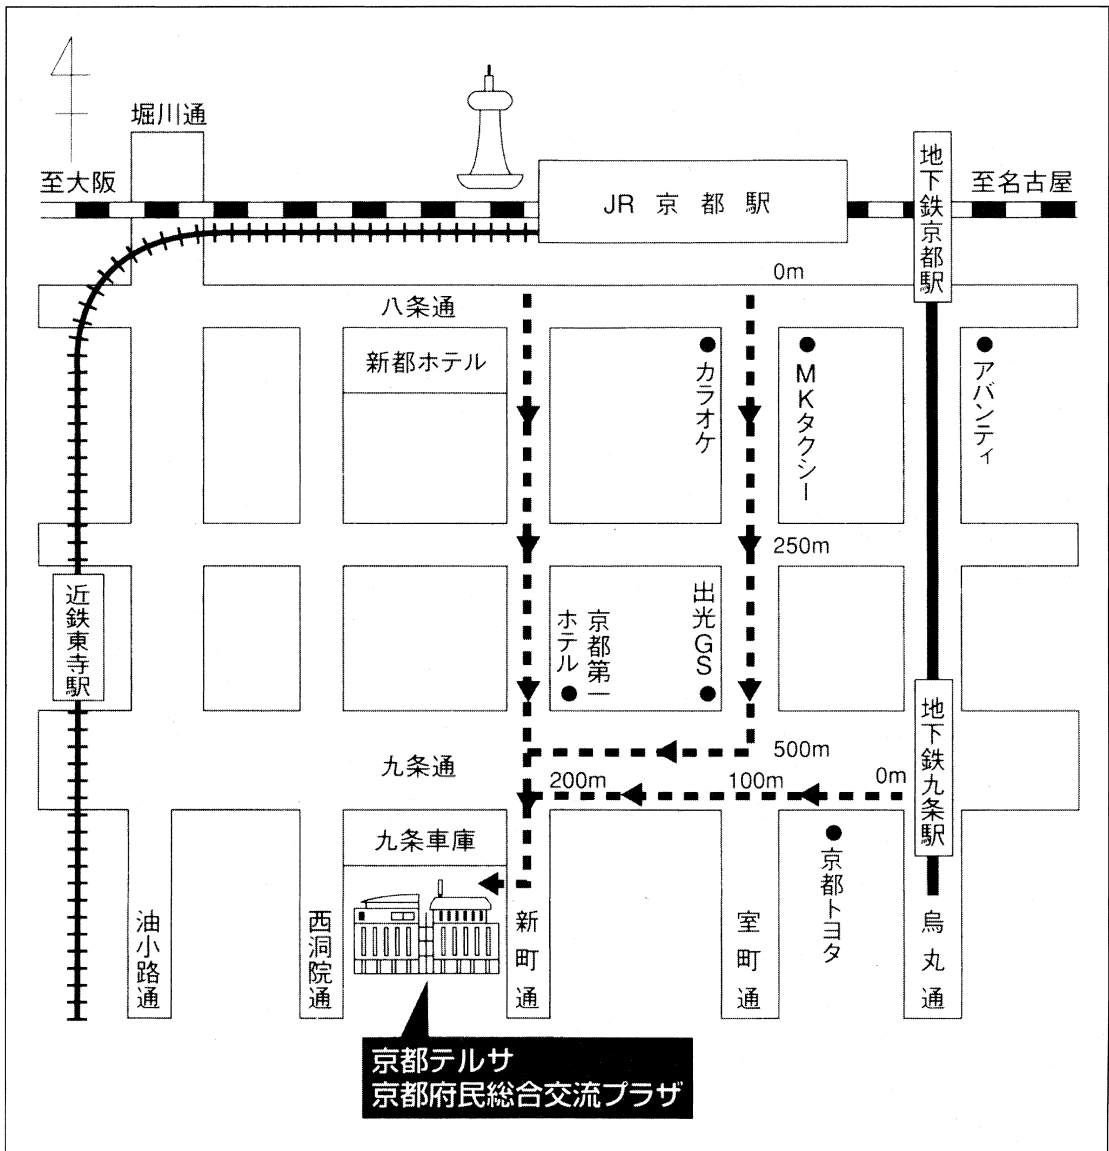 堀川通
至大阪
JR 京都駅
地下鉄京都駅
至名古屋
0m
八条通
新都ホテル
カラオケ
MKタクシー
アバンティ
250m
近鉄東寺駅
京都第一
ホテル
出光GS
地下鉄九条駅
九条通
500m
200m
100m
0m
九条車庫
京都トヨタ
油小路通
西洞院通
新町通
室町通
烏丸通
京都テルサ
京都府民総合交流プラザ